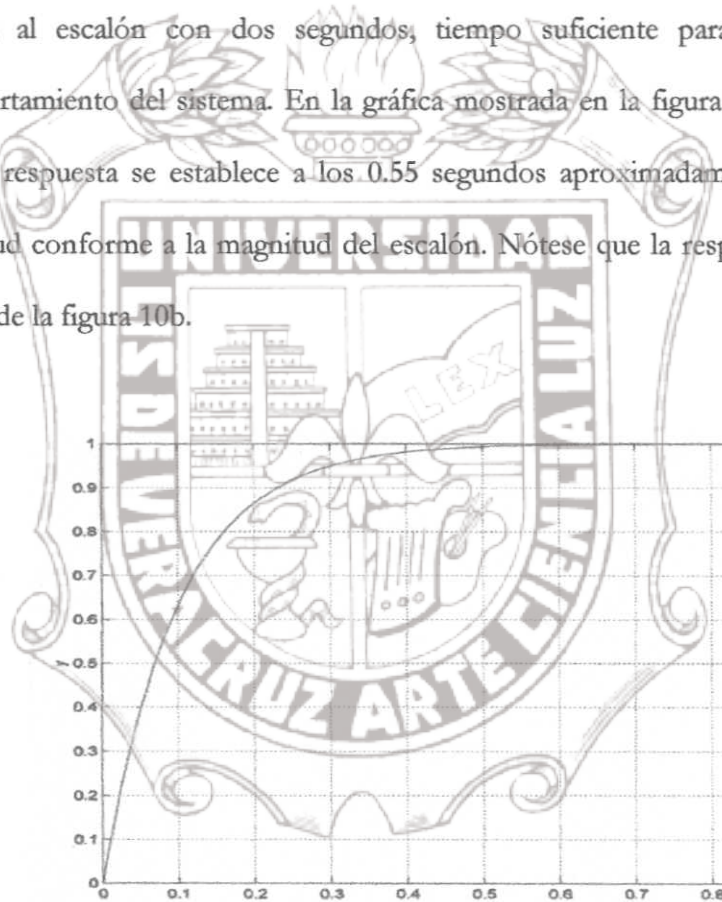 al escalón con dos segundos, tiempo suficiente para
rtamiento del sistema. En la gráfica mostrada en la figura
respuesta se establece a los 0.55 segundos aproximadam
ud conforme a la magnitud del escalón. Nótese que la resp
de la figura 10b.
UNIVERSIDAD
LIS DE VERACRUZ ARTE CIENCIA LUZ
LEX
1
0.9
0.8
0.7
0.6
0.5
0.4
0.3
0.2
0.1
0
y
0 0.1 0.2 0.3 0.4 0.5 0.6 0.7 0.8